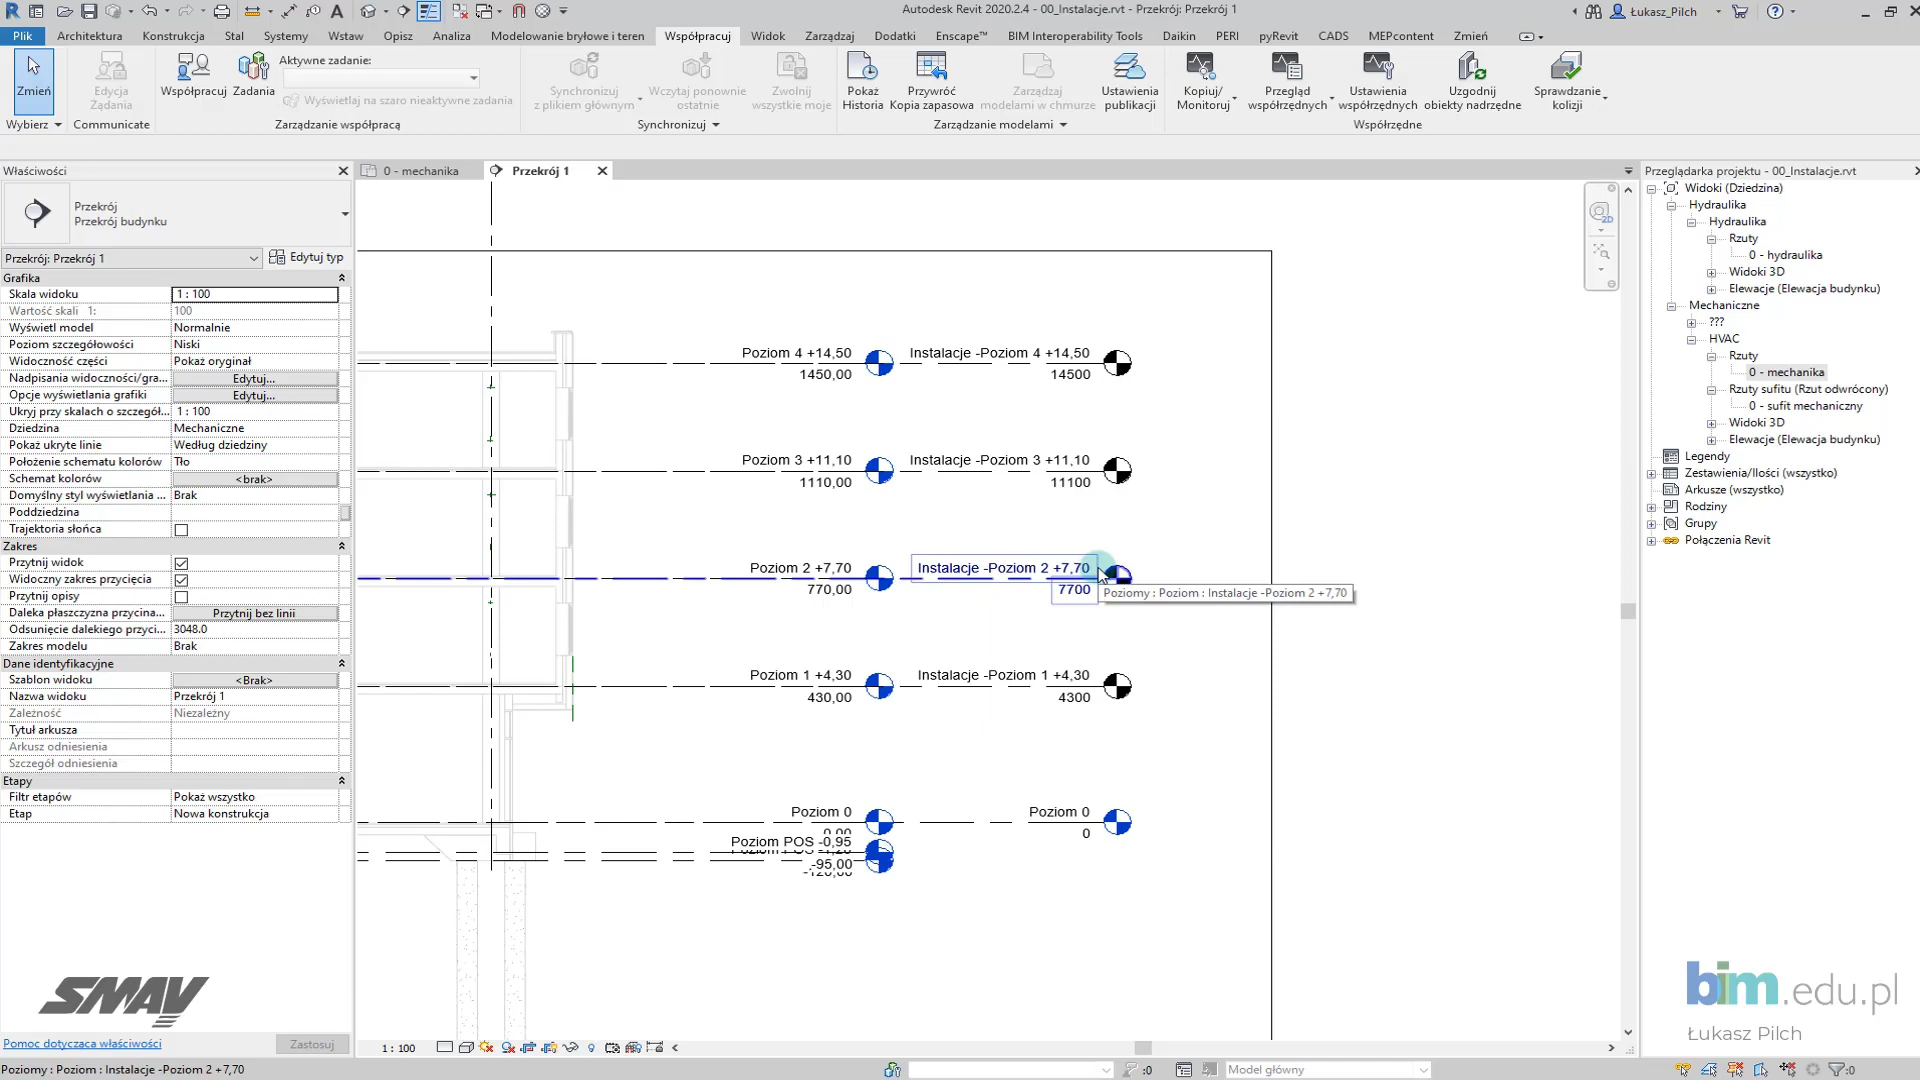 Autodesk Revit 2020.2.4 - 00_Instalacje.rvt - Przekrój: Przekrój 1
Łukasz_Pilch
Plik Architektura Konstrukcja Stal Systemy Wstaw Opisz Analiza Modelowanie bryłowe i teren Współpracuj Widok Zarządzaj Dodatki Enscape™ BIM Interoperability Tools Daikin PERI pyRevit CADS MEPcontent Zmień
Zmień
Edycja Żądania
Współpracuj
Zadania
Aktywne zadanie:
Wyświetlaj na szaro nieaktywne zadania
Synchronizuj z plikiem głównym
Wczytaj ponownie ostatnie
Zwolnij wszystkie moje
Pokaż Historia
Przywróć Kopia zapasowa
Zarządzaj modelami w chmurze
Ustawienia publikacji
Kopiuj/ Monitoruj
Przegląd współrzędnych
Ustawienia współrzędnych
Uzgodnij obiekty nadrzędne
Sprawdzanie kolizji
Wybierz Communicate Zarządzanie współpracą Synchronizuj Zarządzanie modelami Współrzędne
Właściwości
Przekrój
Przekrój budynku
Przekrój: Przekrój 1 Edytuj typ
Grafika
Skala widoku 1 : 100
Wartość skali 1: 100
Wyświetl model Normalnie
Poziom szczegółowości Niski
Widoczność części Pokaż oryginał
Nadpisania widoczności/gra... Edytuj...
Opcje wyświetlania grafiki Edytuj...
Ukryj przy skalach o szczegół... 1 : 100
Dziedzina Mechaniczne
Pokaż ukryte linie Według dziedziny
Położenie schematu kolorów Tło
Schemat kolorów <brak>
Domyślny styl wyświetlania ... Brak
Poddziedzina
Trajektoria słońca
Zakres
Przytnij widok
Widoczny zakres przycięcia
Przytnij opisy
Daleka płaszczyzna przycina... Przytnij bez linii
Odsunięcie dalekiego przyci... 3048.0
Zakres modelu Brak
Dane identyfikacyjne
Szablon widoku <Brak>
Nazwa widoku Przekrój 1
Zależność Niezależny
Tytuł arkusza
Arkusz odniesienia
Szczegół odniesienia
Etapy
Filtr etapów Pokaż wszystko
Etap Nowa konstrukcja
SMAY
Pomoc dotycząca właściwości Zastosuj
0 - mechanika
Przekrój 1
2D
Poziom 4 +14,50 Instalacje -Poziom 4 +14,50
1450,00 14500
Poziom 3 +11,10 Instalacje -Poziom 3 +11,10
1110,00 11100
Poziom 2 +7,70 Instalacje -Poziom 2 +7,70
770,00 7700
Poziomy : Poziom : Instalacje -Poziom 2 +7,70
Poziom 1 +4,30 Instalacje -Poziom 1 +4,30
430,00 4300
Poziom 0 Poziom 0
0,00 0
Poziom POS -0,95
-95,00
-120,00
1 : 100
Przeglądarka projektu - 00_Instalacje.rvt
Widoki (Dziedzina)
Hydraulika
Hydraulika
Rzuty
0 - hydraulika
Widoki 3D
Elewacje (Elewacja budynku)
Mechaniczne
???
HVAC
Rzuty
0 - mechanika
Rzuty sufitu (Rzut odwrócony)
0 - sufit mechaniczny
Widoki 3D
Elewacje (Elewacja budynku)
Legendy
Zestawienia/Ilości (wszystko)
Arkusze (wszystko)
Rodziny
Grupy
Połączenia Revit
bim.edu.pl
Łukasz Pilch
Poziomy : Poziom : Instalacje -Poziom 2 +7,70
:0
Model główny
:0